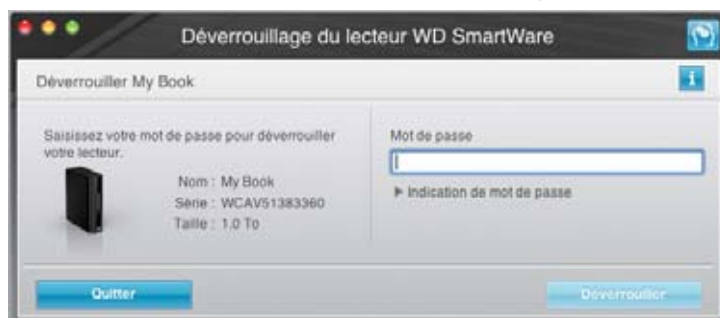 Déverrouillage du lecteur WD SmartWare
Déverrouiller My Book
Saisissez votre mot de passe pour déverrouiller
votre lecteur.
Nom : My Book
Série : WCAV51383360
Taille : 1.0 To
Mot de passe
Indication de mot de passe
Quitter
Déverrouiller